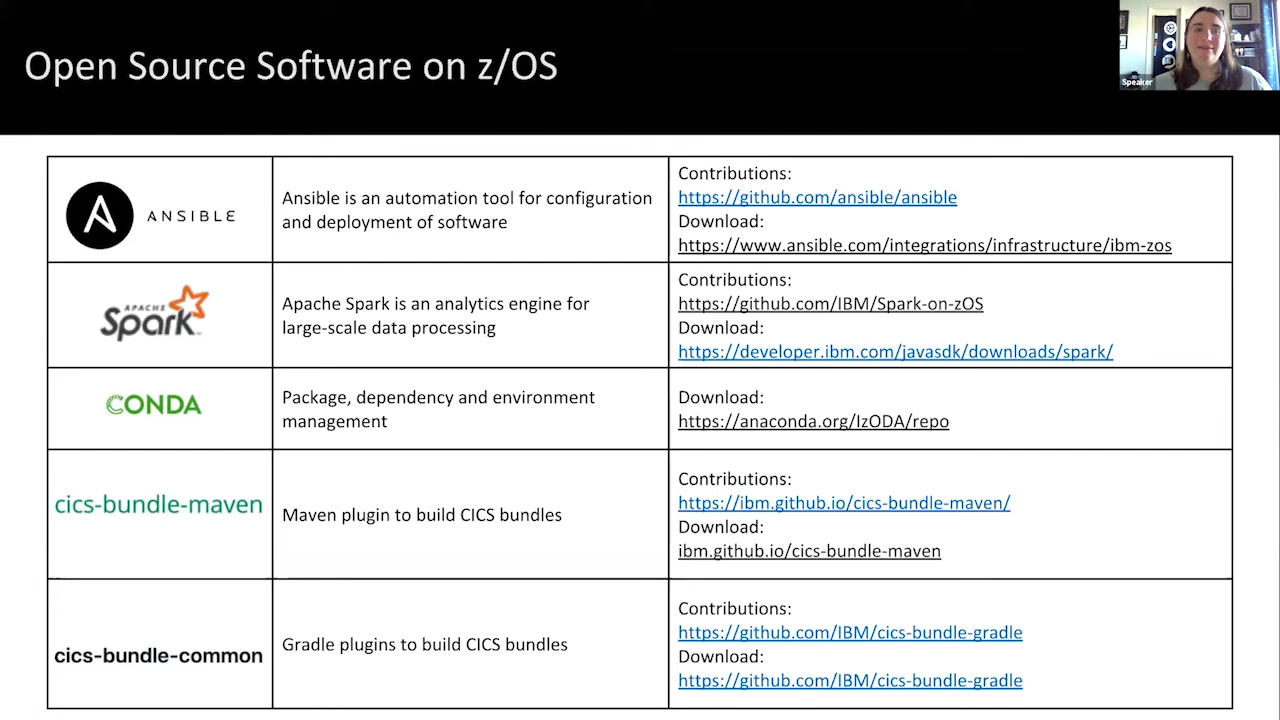 Open Source Software on z/OS
Speaker
ANSIBLE
Ansible is an automation tool for configuration
and deployment of software
Contributions:
https://github.com/ansible/ansible
Download:
https://www.ansible.com/integrations/infrastructure/ibm-zos
APACHE
Spark
Apache Spark is an analytics engine for
large-scale data processing
Contributions:
https://github.com/IBM/Spark-on-zOS
Download:
https://developer.ibm.com/javasdk/downloads/spark/
CONDA
Package, dependency and environment
management
Download:
https://anaconda.org/IzODA/repo
cics-bundle-maven
Maven plugin to build CICS bundles
Contributions:
https://ibm.github.io/cics-bundle-maven/
Download:
ibm.github.io/cics-bundle-maven
cics-bundle-common
Gradle plugins to build CICS bundles
Contributions:
https://github.com/IBM/cics-bundle-gradle
Download:
https://github.com/IBM/cics-bundle-gradle